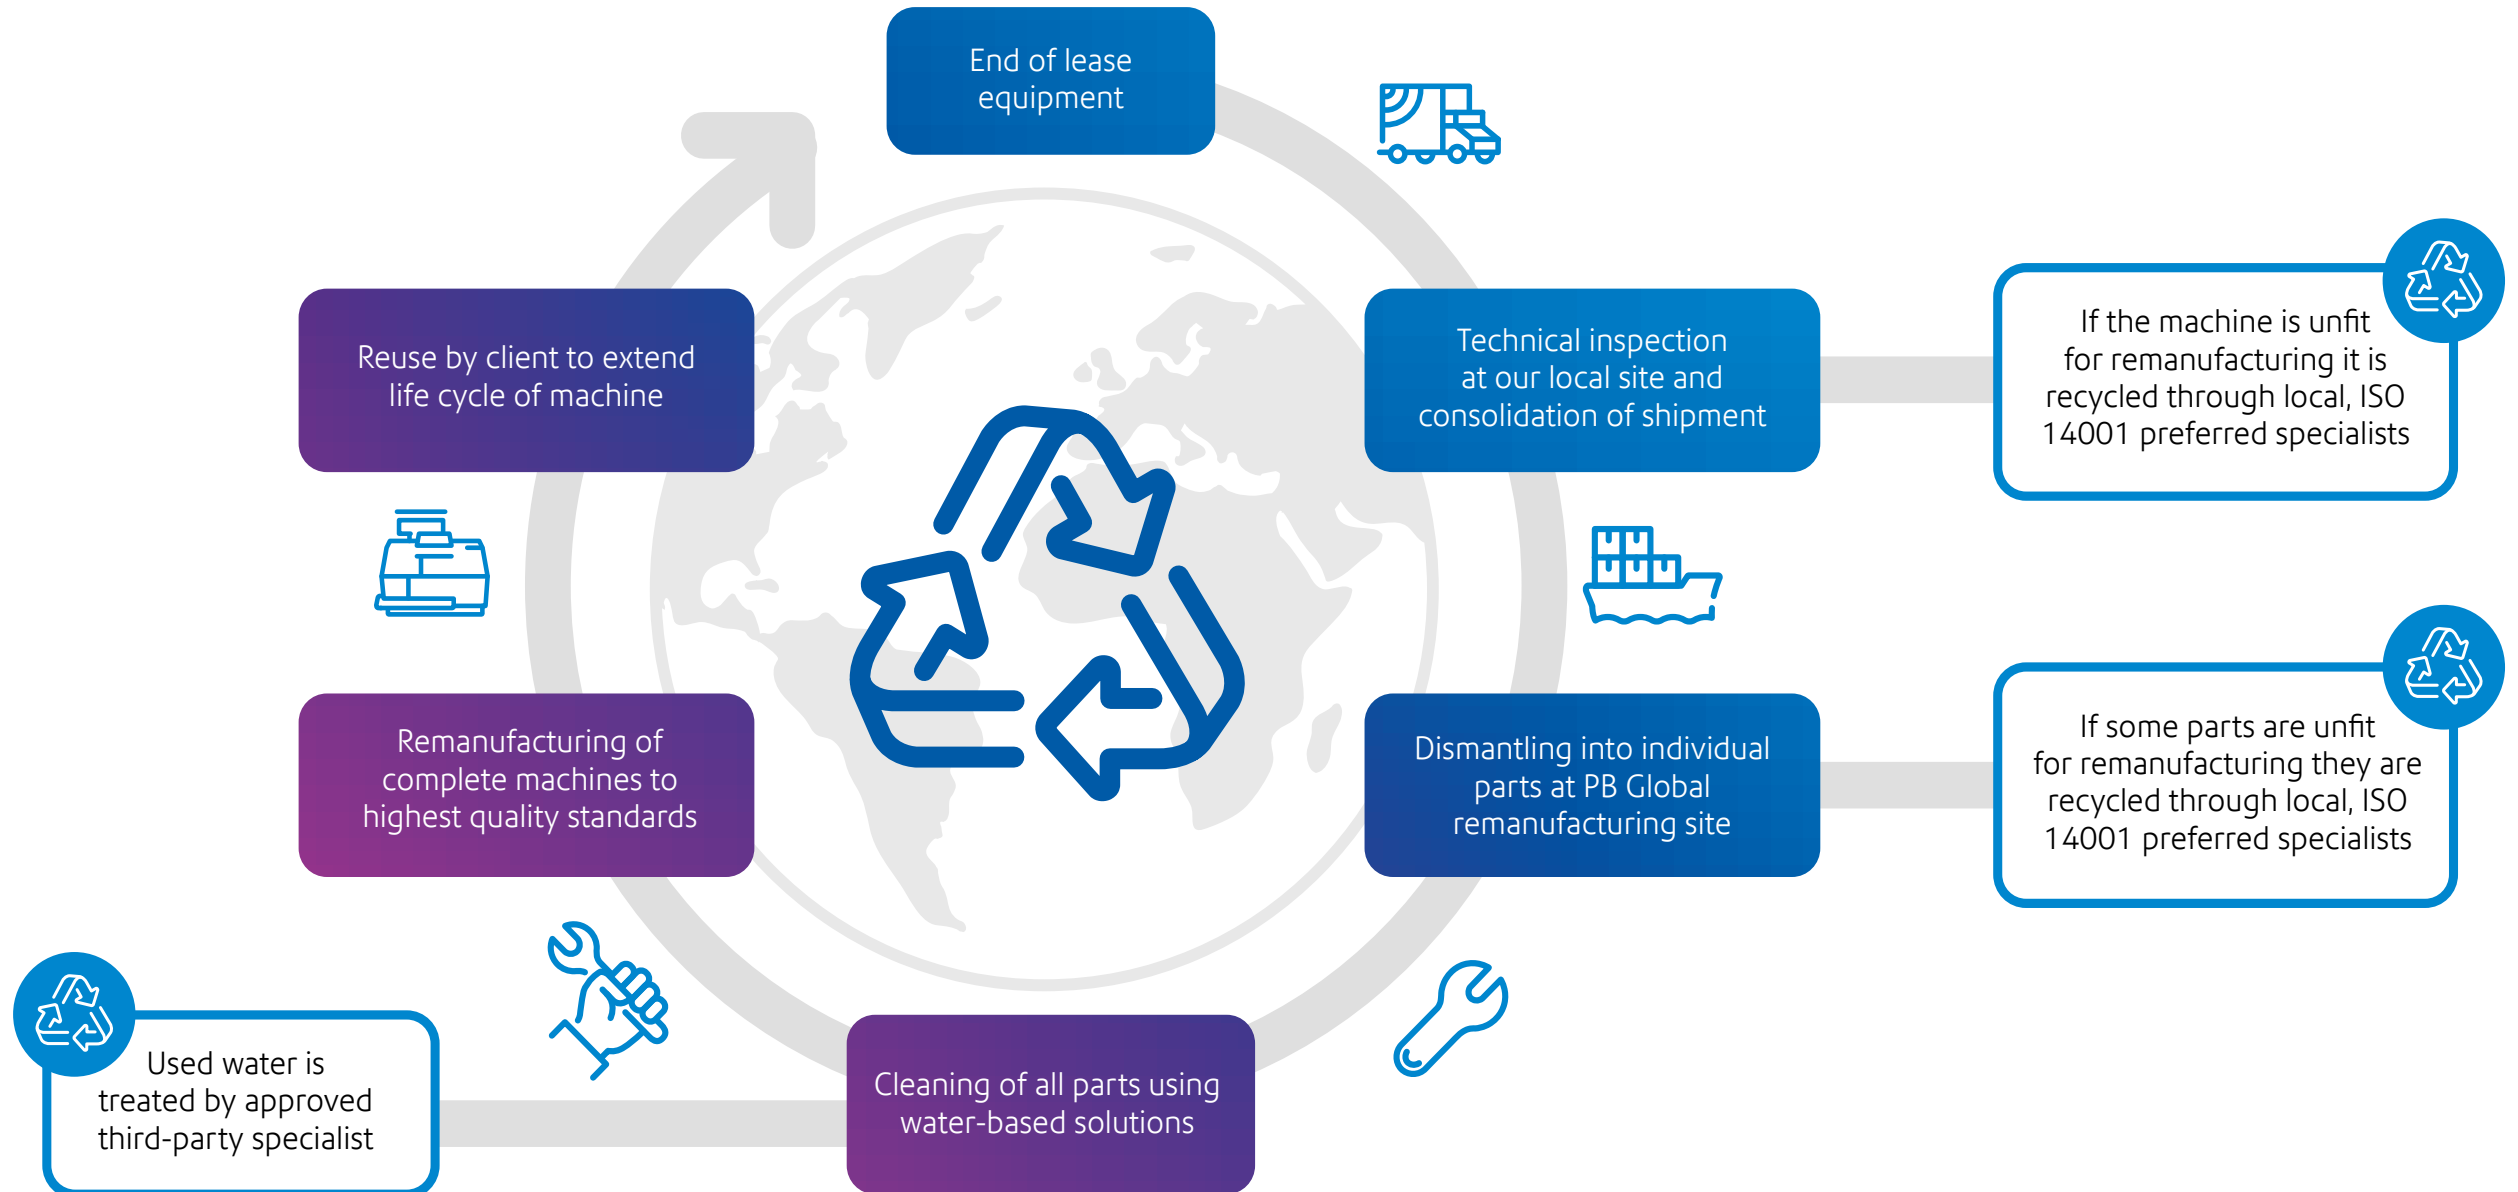 End of lease
equipment
Technical inspection
at our local site and
consolidation of shipment
If the machine is unfit
for remanufacturing it is
recycled through local, ISO
14001 preferred specialists
Dismantling into individual
parts at PB Global
remanufacturing site
If some parts are unfit
for remanufacturing they are
recycled through local, ISO
14001 preferred specialists
Cleaning of all parts using
water-based solutions
Used water is
treated by approved
third-party specialist
Remanufacturing of
complete machines to
highest quality standards
Reuse by client to extend
life cycle of machine